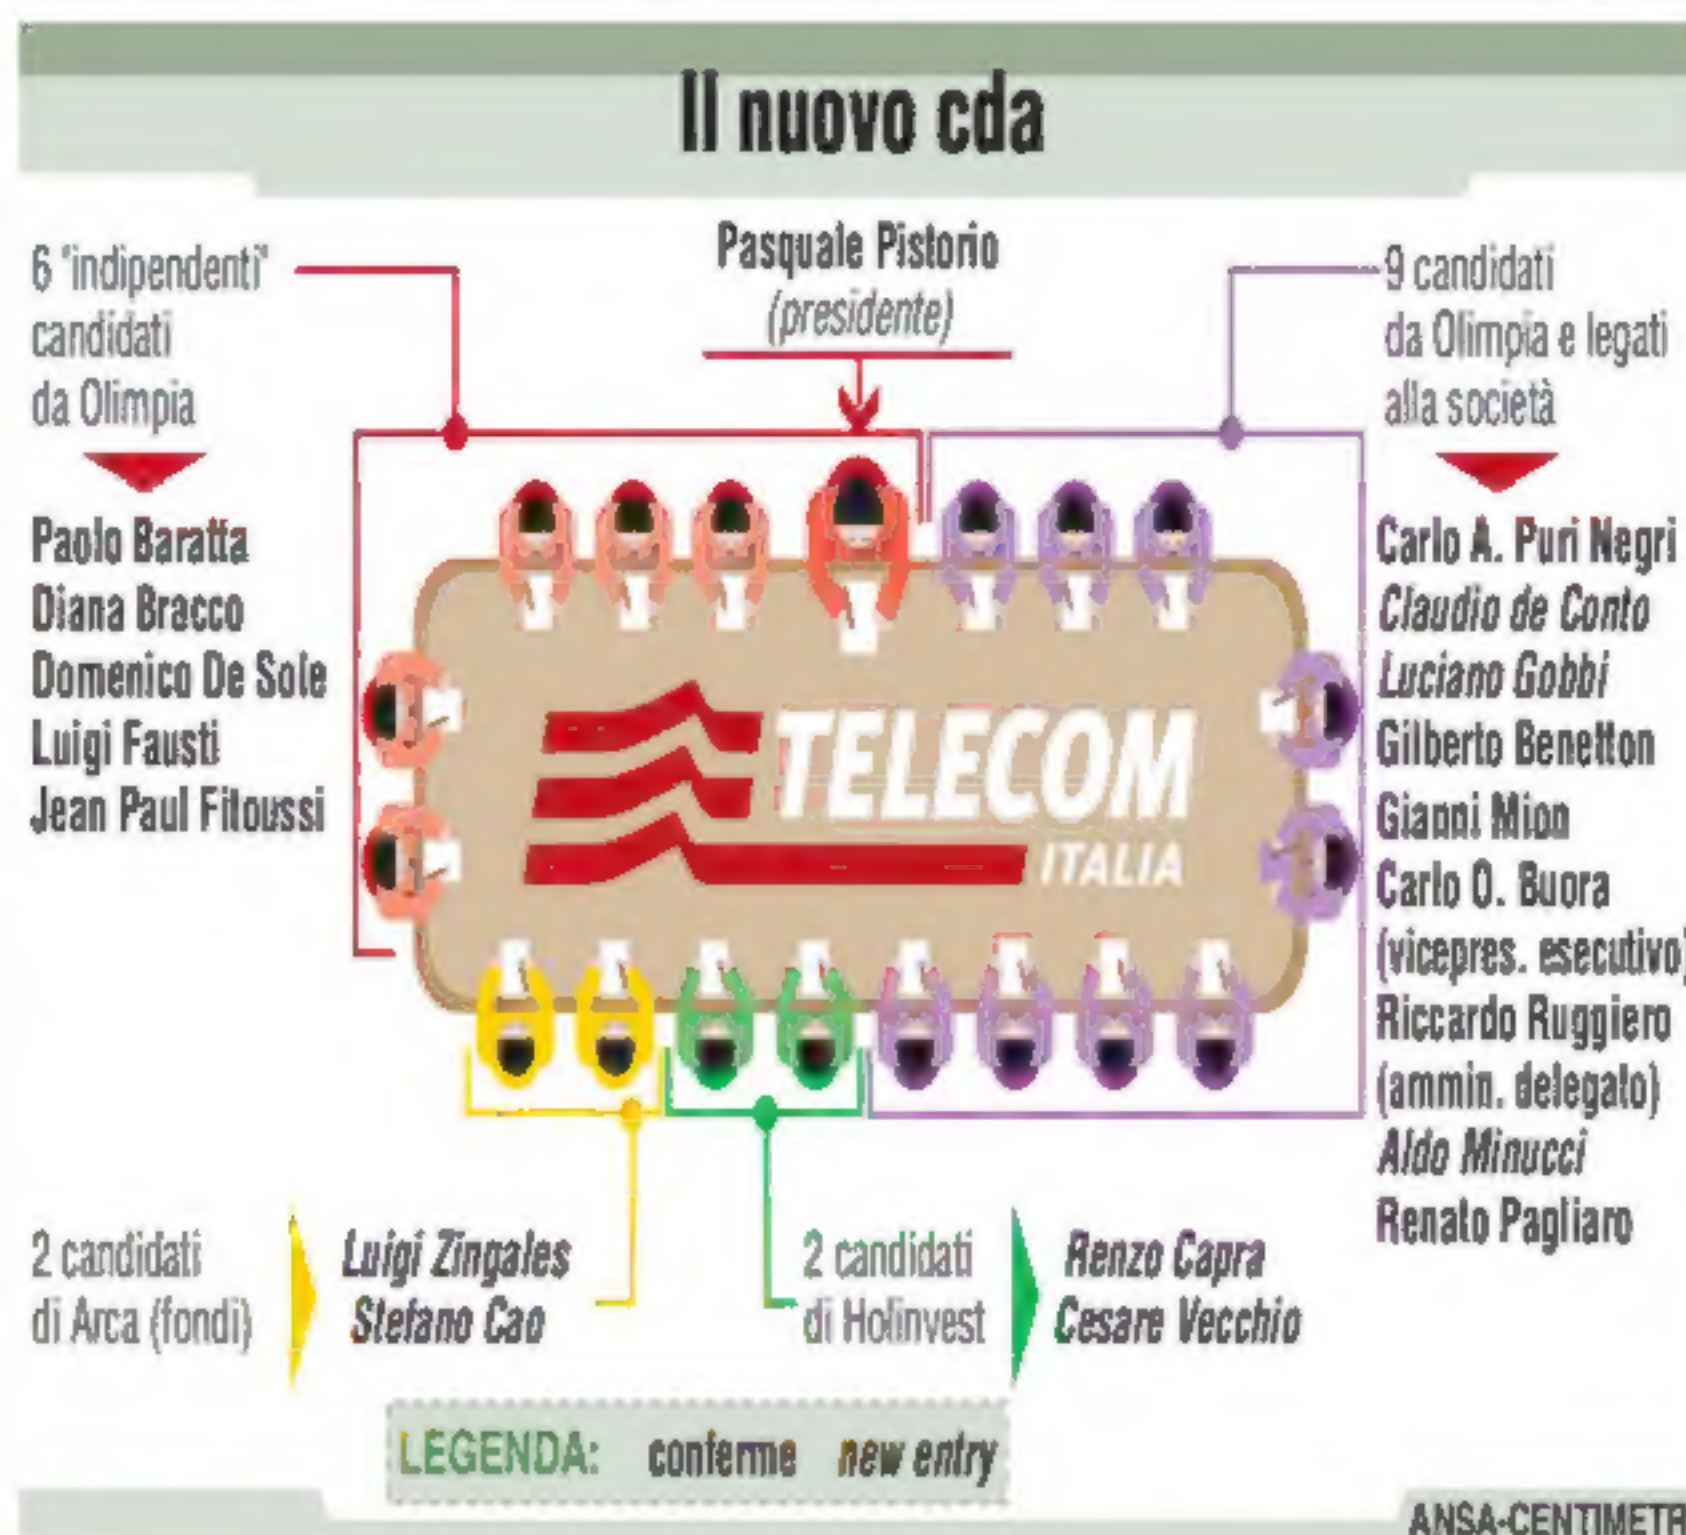 Il nuovo cda
6 "indipendenti"
candidati
da Olimpia
Paolo Baratta
Diana Bracco
Domenico De Sole
Luigi Fausti
Jean Paul Fitoussi
Pasquale Pistorio
(presidente)
9 candidati
da Olimpia e legati
alla società
Carlo A. Puri Negri
Claudio de Conto
Luciano Gobbi
Gilberto Benetton
Gianni Mion
Carlo O. Buora
(vicepres. esecutivo)
Riccardo Ruggiero
(ammin. delegato)
Aldo Minucci
Renato Pagliaro
TELECOM
ITALIA
2 candidati
di Arca (fondi)
Luigi Zingales
Stefano Cao
2 candidati
di Holinvest
Renzo Capra
Cesare Vecchio
LEGENDA: conferme new entry
ANSA-CENTIMETR